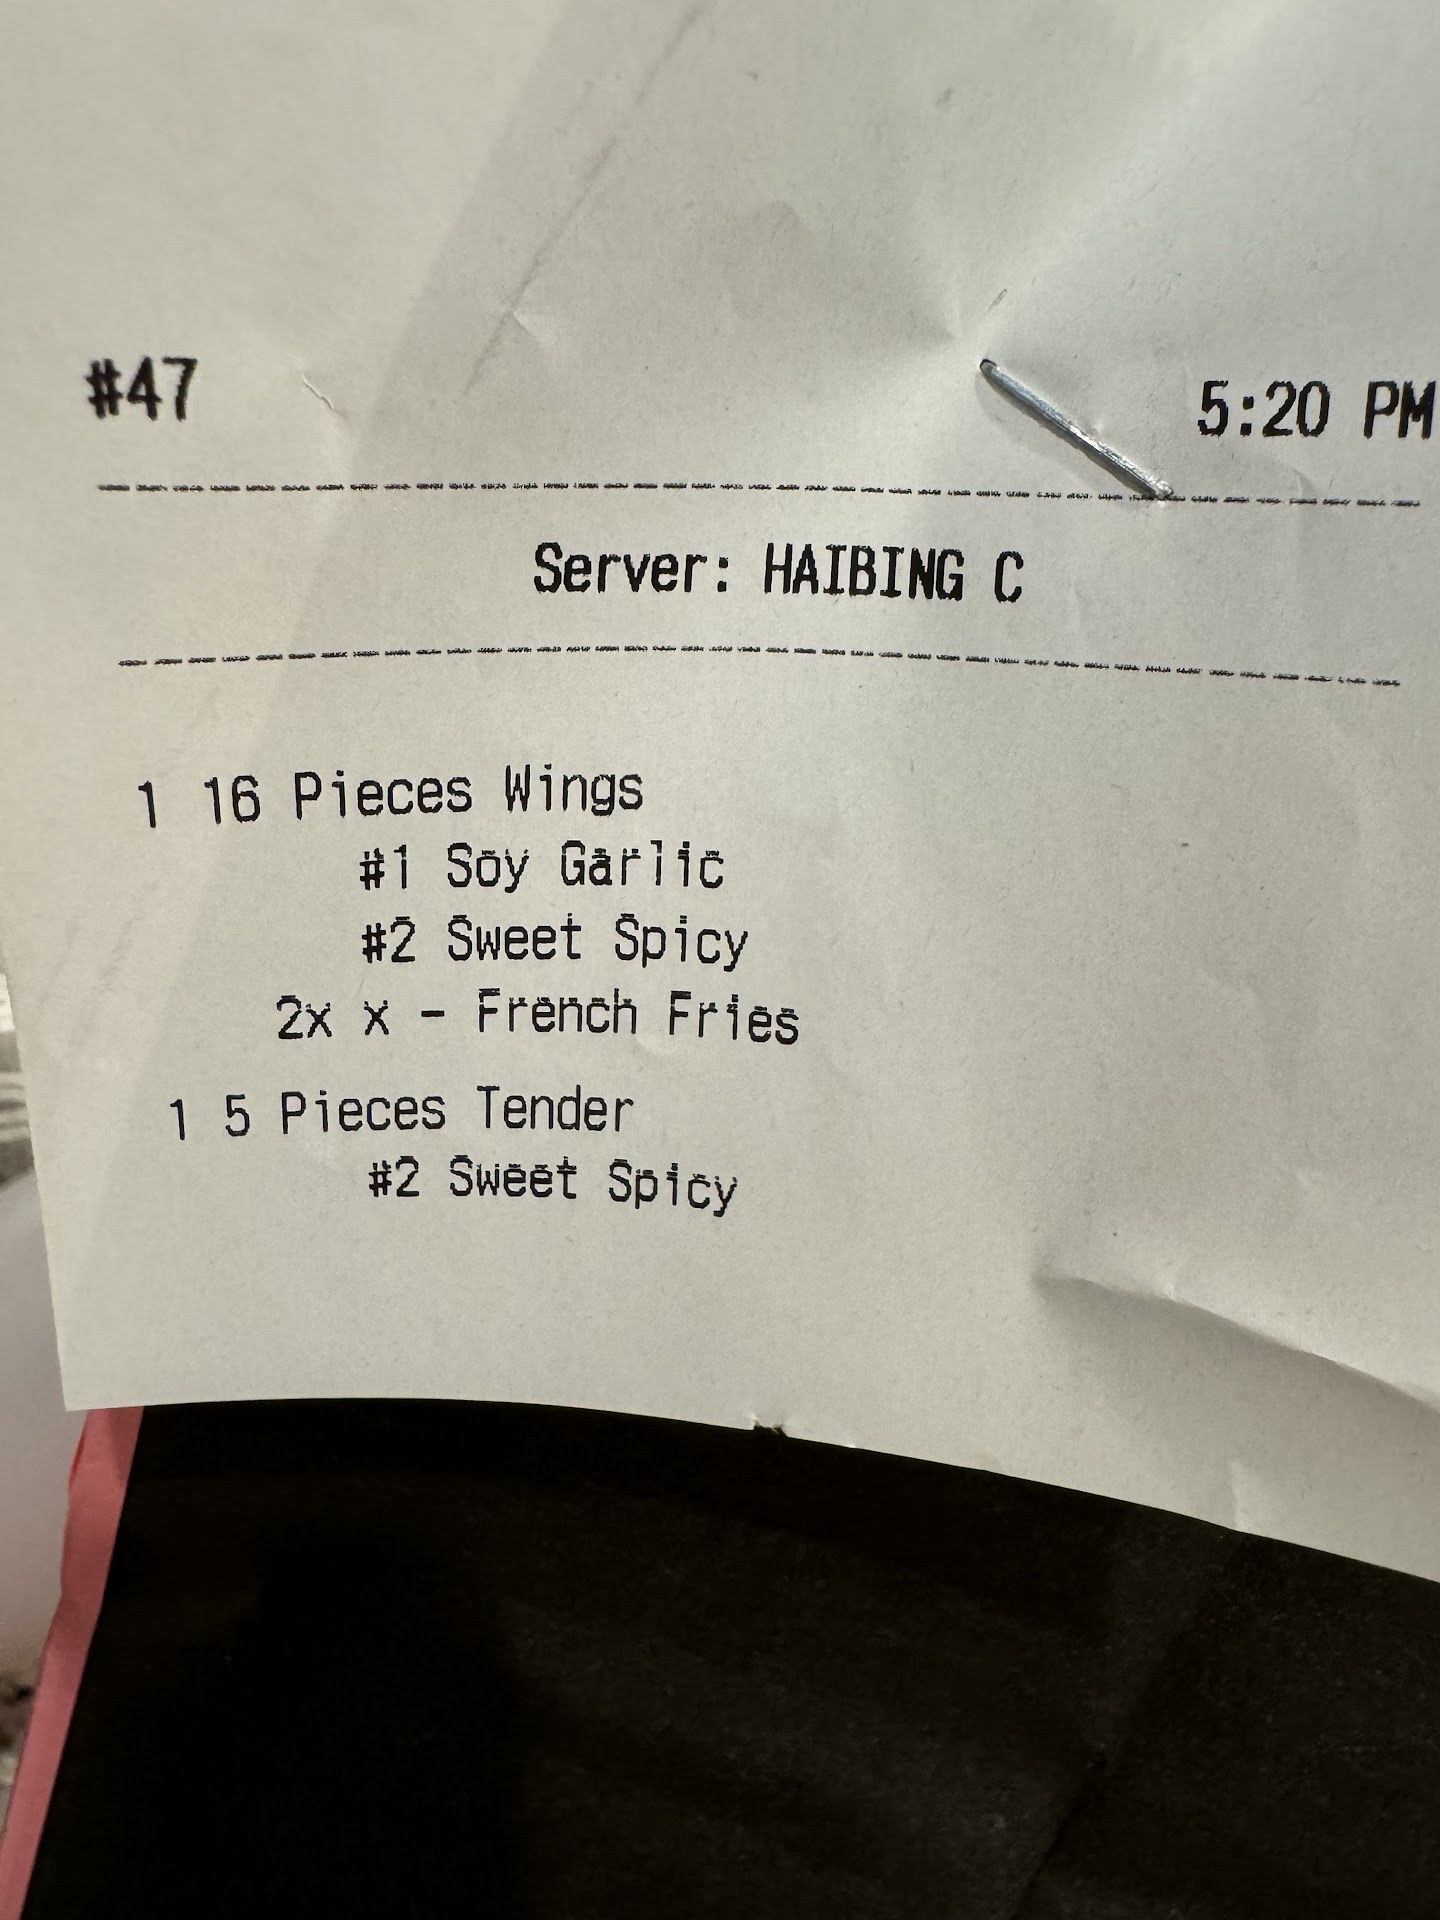 #47 5:20 PM
Server: HAIBING C
1 16 Pieces Wings
#1 Soy Garlic
#2 Sweet Spicy
2x x - French Fries
1 5 Pieces Tender
#2 Sweet Spicy